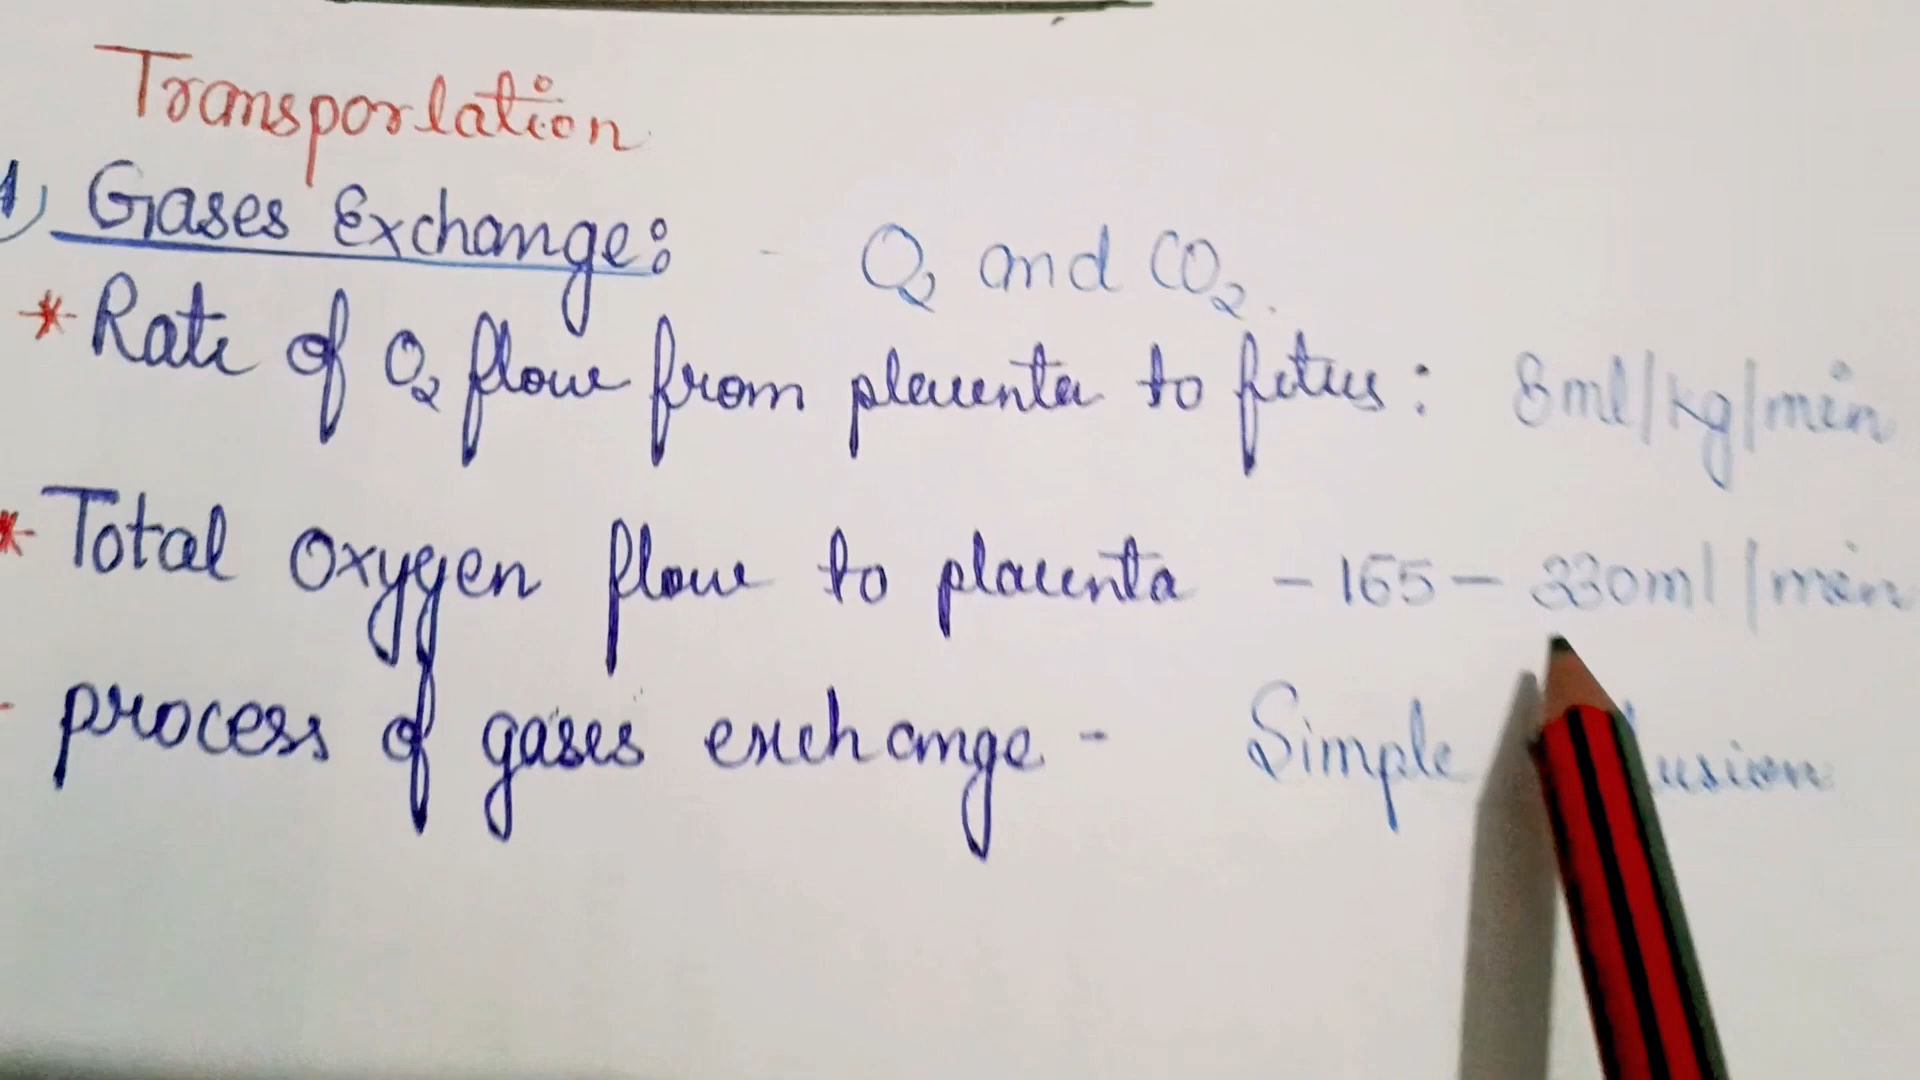 Transportation
1) Gases Exchange: - O2 and CO2.
* Rate of O2 flow from placenta to fetus: 8ml/kg/min
* Total oxygen flow to placenta - 165 - 330ml/min
- process of gases exchange - Simple